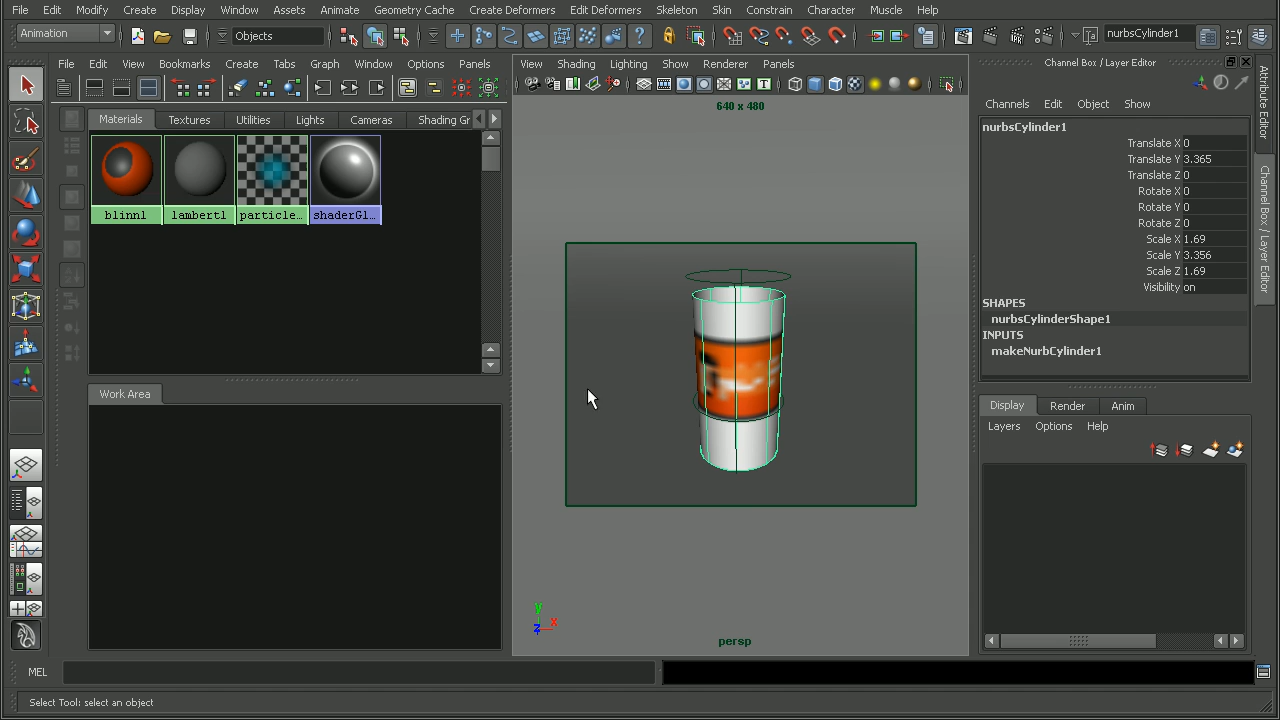 File Edit Modify Create Display Window Assets Animate Geometry Cache Create Deformers Edit Deformers Skeleton Skin Constrain Character Muscle Help
Animation
Objects
nurbsCylinder1
File Edit View Bookmarks Create Tabs Graph Window Options Panels
View Shading Lighting Show Renderer Panels
Channel Box / Layer Editor
Channels Edit Object Show
Materials Textures Utilities Lights Cameras Shading Gr
640 x 480
blinn1 lambert1 particle... shaderGl...
nurbsCylinder1
Translate X 0
Translate Y 3.365
Translate Z 0
Rotate X 0
Rotate Y 0
Rotate Z 0
Scale X 1.69
Scale Y 3.356
Scale Z 1.69
Visibility on
SHAPES
nurbsCylinderShape1
INPUTS
makeNurbCylinder1
Attribute Editor
Channel Box / Layer Editor
Work Area
Display Render Anim
Layers Options Help
y
x
z
persp
MEL
Select Tool: select an object